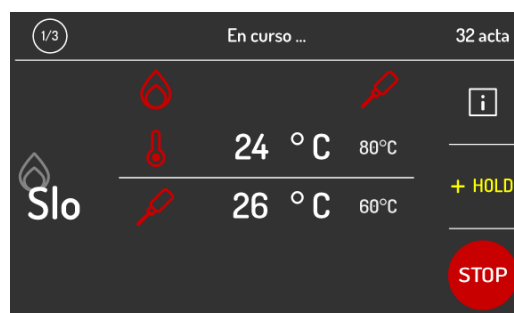 1/3 En curso ... 32 acta
i
24 °C 80°C
Slo
+ HOLD
26 °C 60°C
STOP